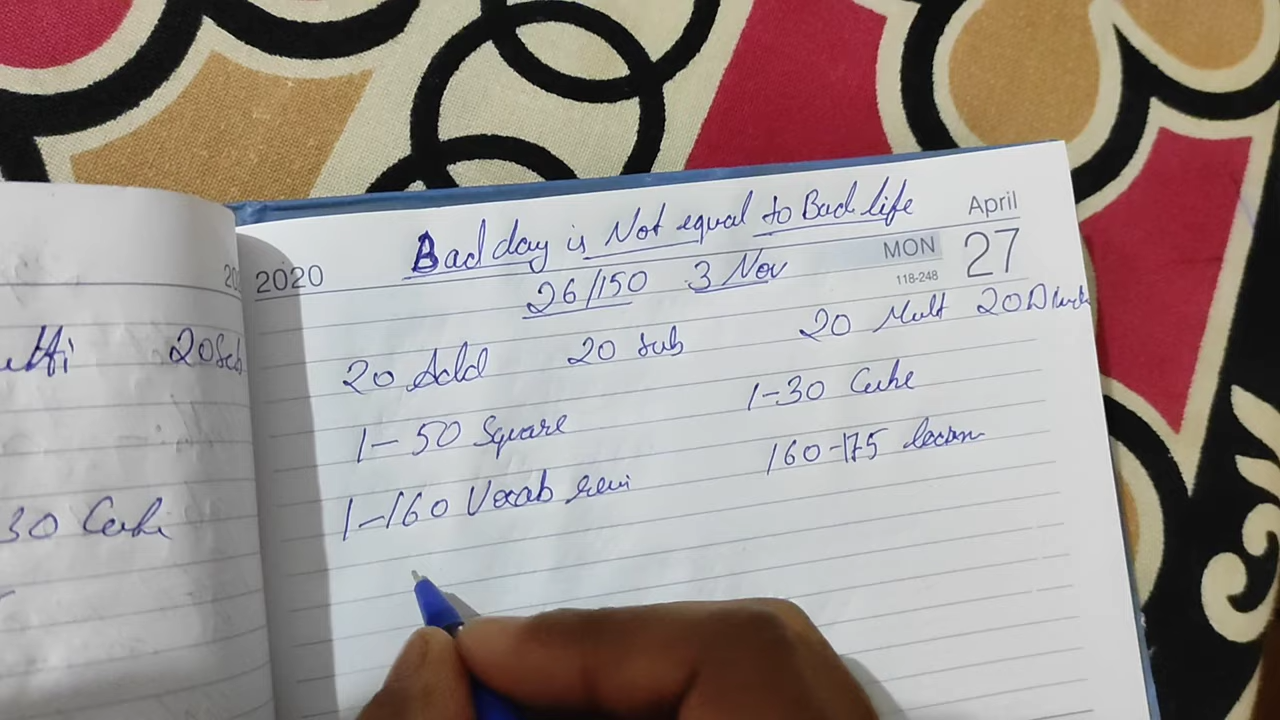 20Sub
30 Cube
2020
April
MON
27
118-248
Bad day is Not equal to Bad life
26/150 3 Nov
20 Add 20 sub 20 Mult 20
1-50 Square 1-30 Cube
1-160 Vocab revi 160-175